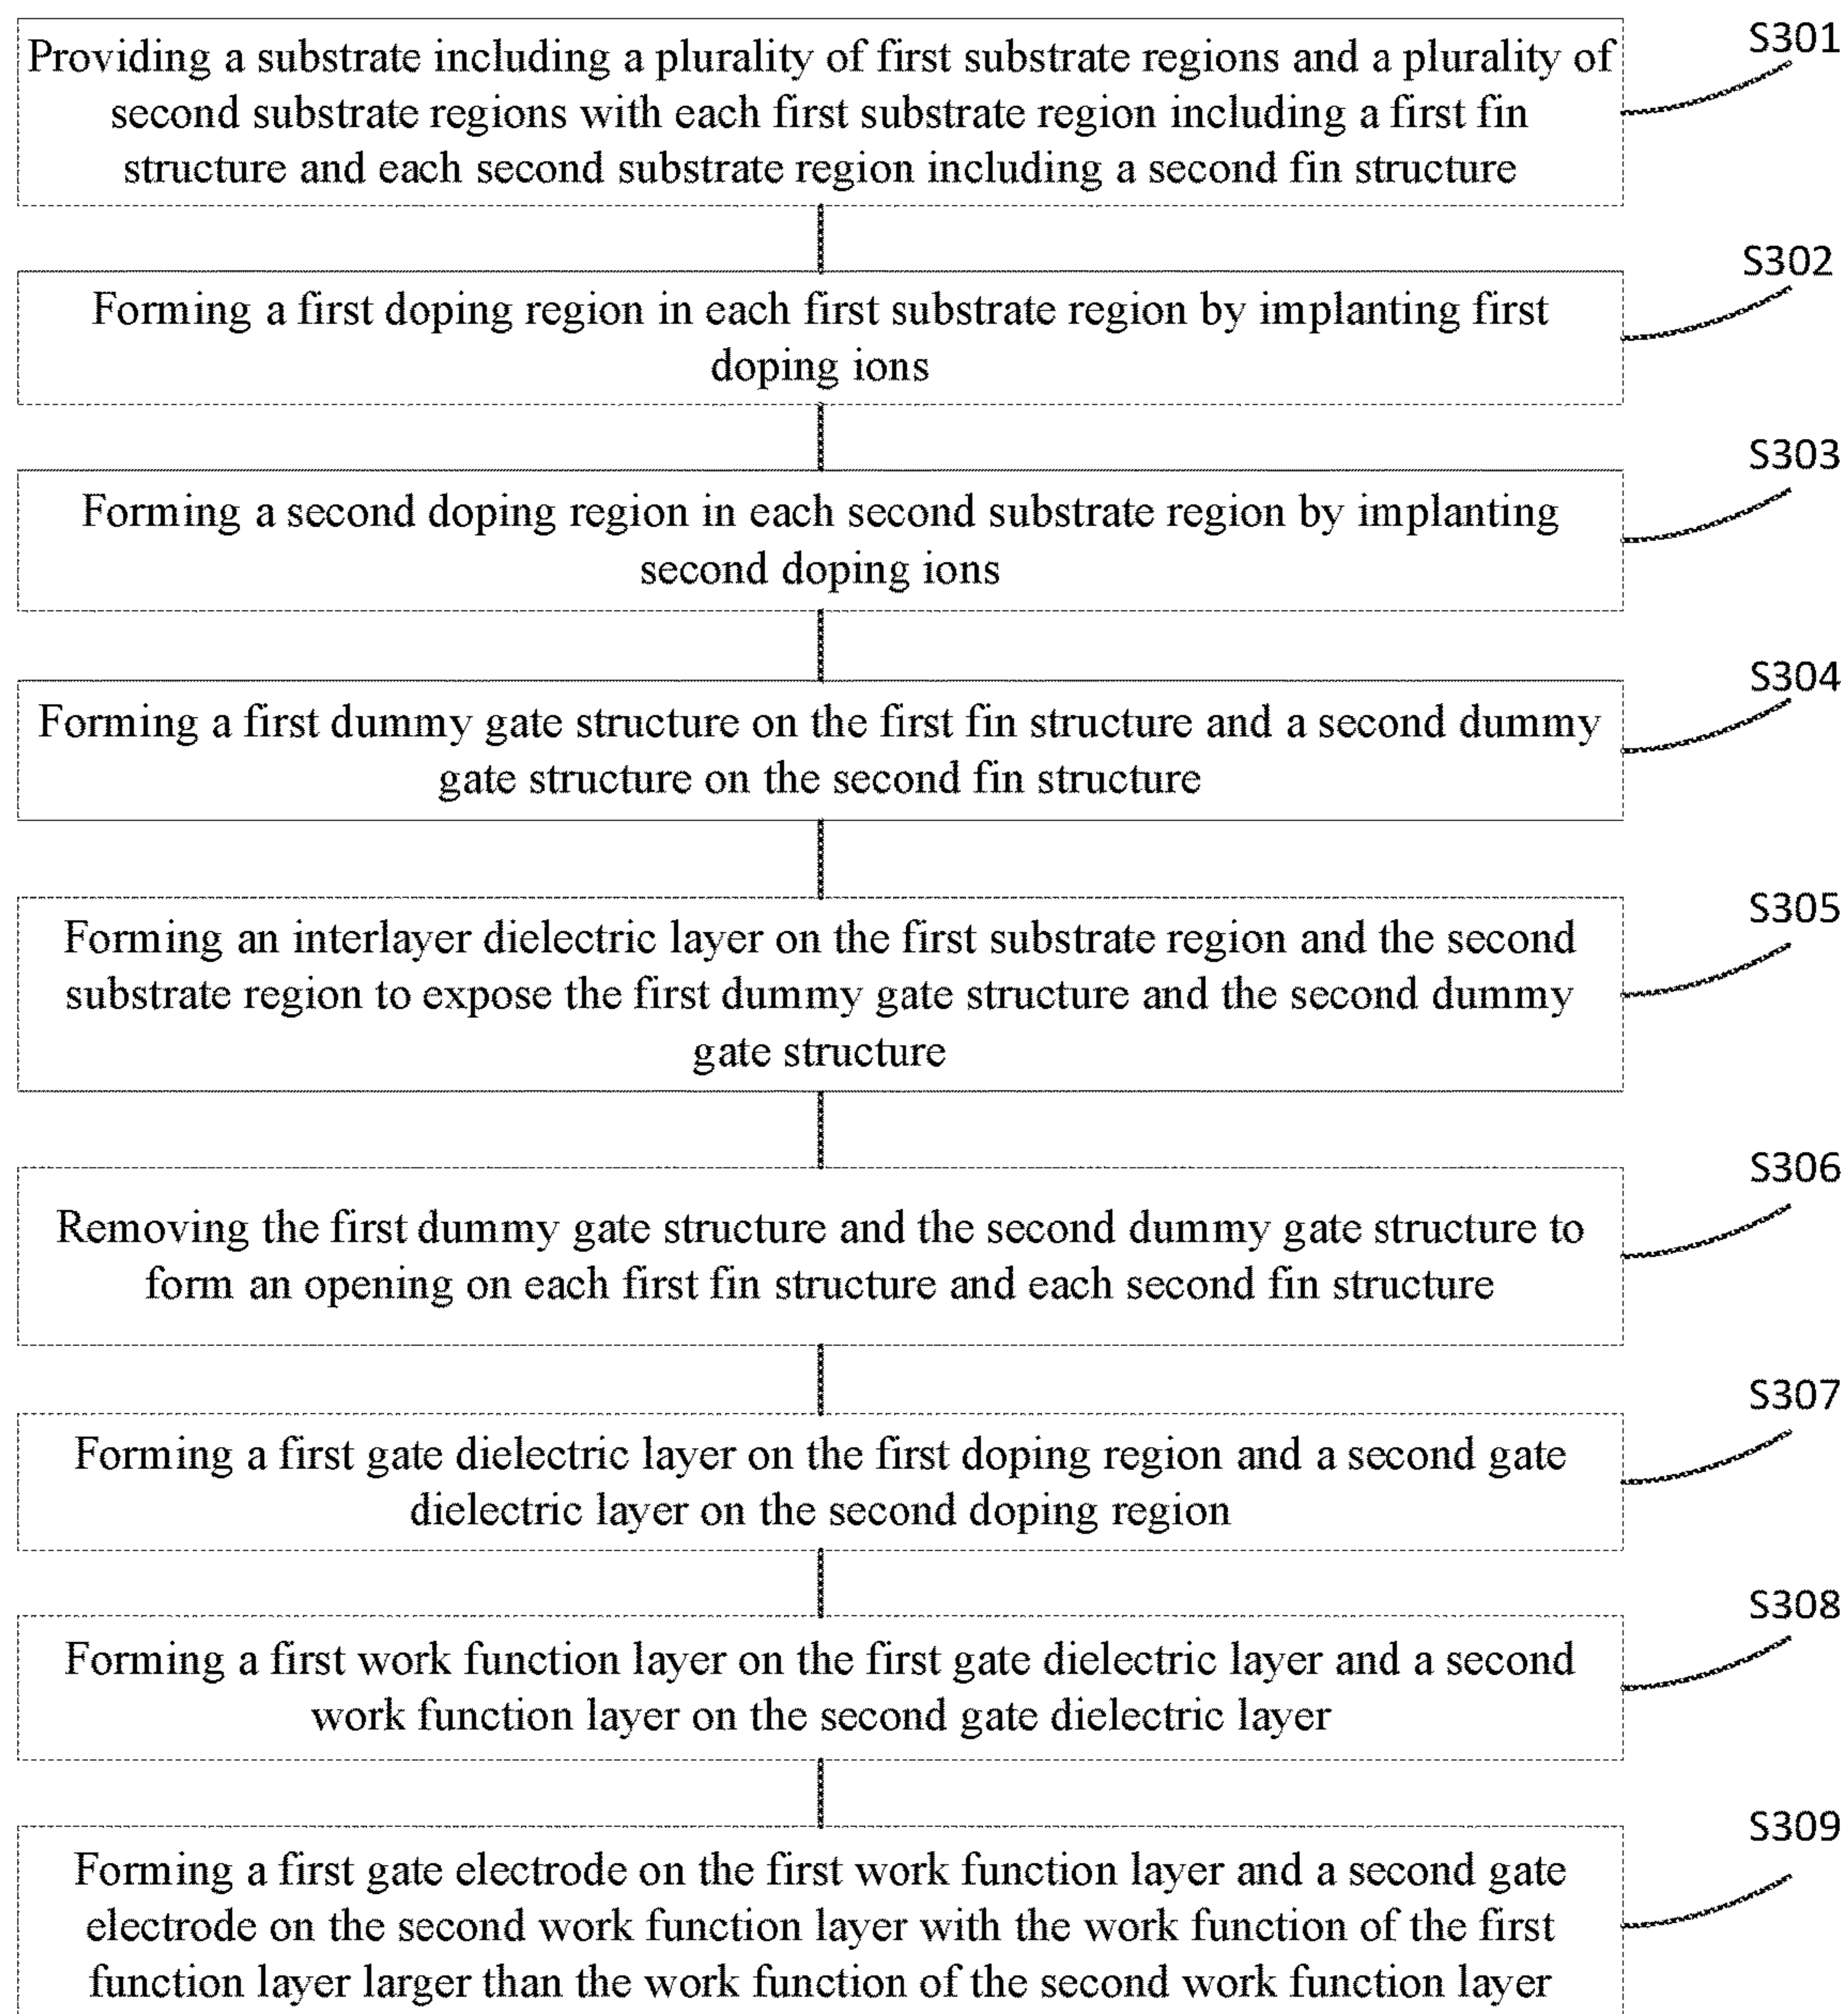 S301
Providing a substrate including a plurality of first substrate regions and a plurality of
second substrate regions with each first substrate region including a first fin
structure and each second substrate region including a second fin structure
S302
Forming a first doping region in each first substrate region by implanting first
doping ions
S303
Forming a second doping region in each second substrate region by implanting
second doping ions
S304
Forming a first dummy gate structure on the first fin structure and a second dummy
gate structure on the second fin structure
S305
Forming an interlayer dielectric layer on the first substrate region and the second
substrate region to expose the first dummy gate structure and the second dummy
gate structure
S306
Removing the first dummy gate structure and the second dummy gate structure to
form an opening on each first fin structure and each second fin structure
S307
Forming a first gate dielectric layer on the first doping region and a second gate
dielectric layer on the second doping region
S308
Forming a first work function layer on the first gate dielectric layer and a second
work function layer on the second gate dielectric layer
S309
Forming a first gate electrode on the first work function layer and a second gate
electrode on the second work function layer with the work function of the first
function layer larger than the work function of the second work function layer